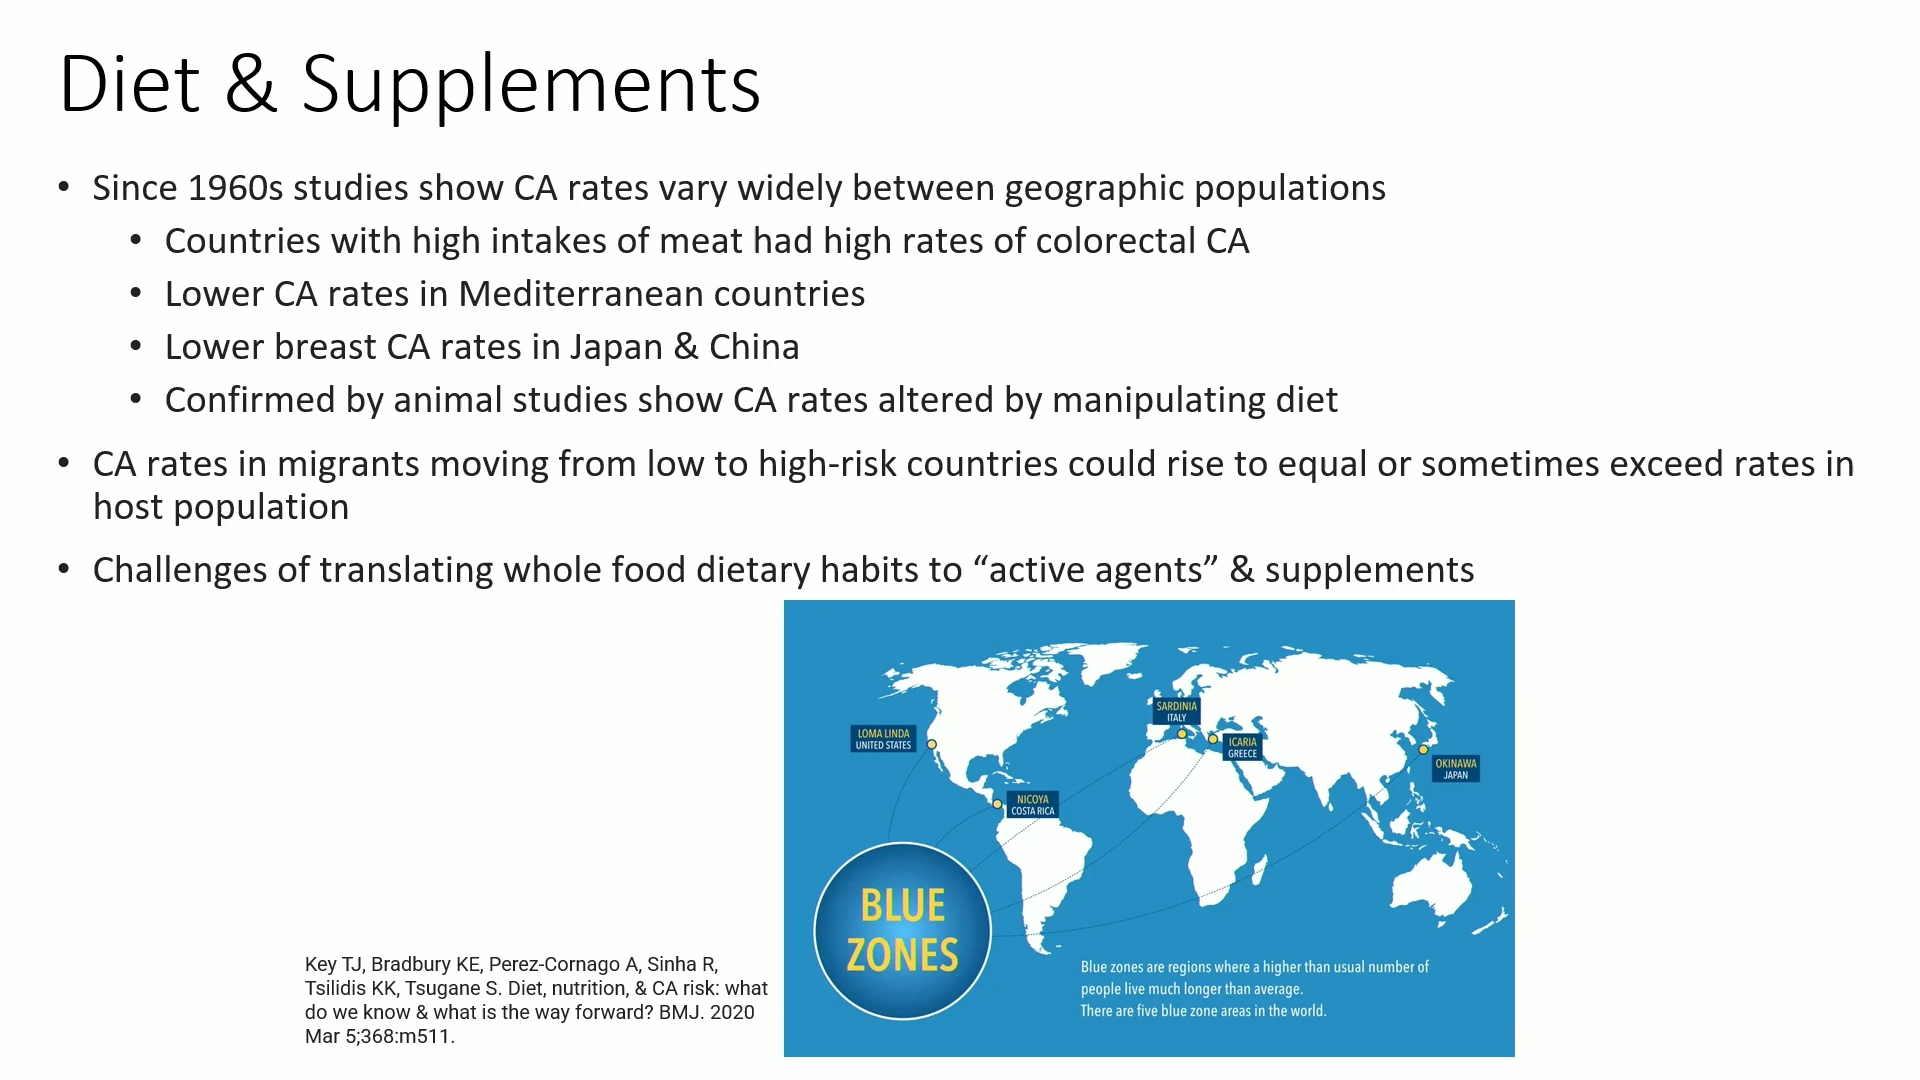 Diet & Supplements
• Since 1960s studies show CA rates vary widely between geographic populations
• Countries with high intakes of meat had high rates of colorectal CA
• Lower CA rates in Mediterranean countries
• Lower breast CA rates in Japan & China
• Confirmed by animal studies show CA rates altered by manipulating diet
• CA rates in migrants moving from low to high-risk countries could rise to equal or sometimes exceed rates in
host population
• Challenges of translating whole food dietary habits to “active agents” & supplements
Key TJ, Bradbury KE, Perez-Cornago A, Sinha R,
Tsilidis KK, Tsugane S. Diet, nutrition, & CA risk: what
do we know & what is the way forward? BMJ. 2020
Mar 5;368:m511.
LOMA LINDA
UNITED STATES
NICOYA
COSTA RICA
SARDINIA
ITALY
ICARIA
GREECE
OKINAWA
JAPAN
BLUE
ZONES
Blue zones are regions where a higher than usual number of
people live much longer than average.
There are five blue zone areas in the world.